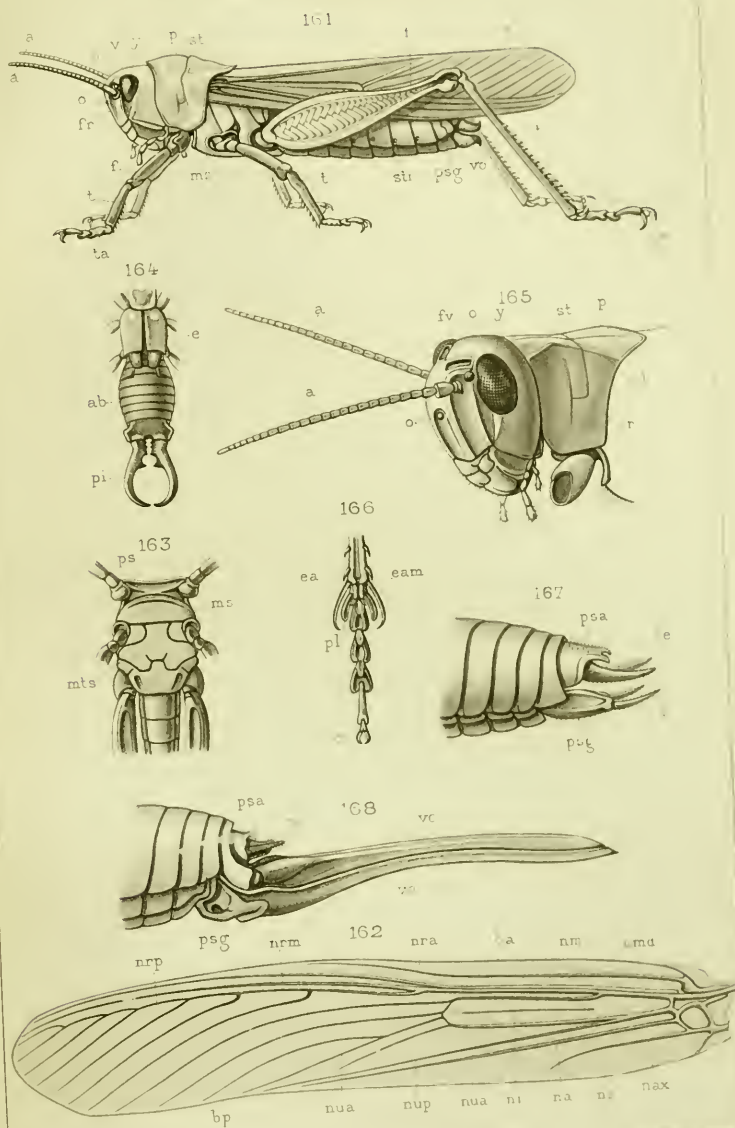 161
a
v y p st t
a
o
fr
f
t
ms t sti psg vo
ta
164
e
ab
pi
165
a fv o y st p
a
o
r
166
ea eam
pl
163
ps
ms
mts
167
psa
e
psg
168
psa
vo
psg nrm 162 nra nm
nrp
bp nua nup nua ni na nax